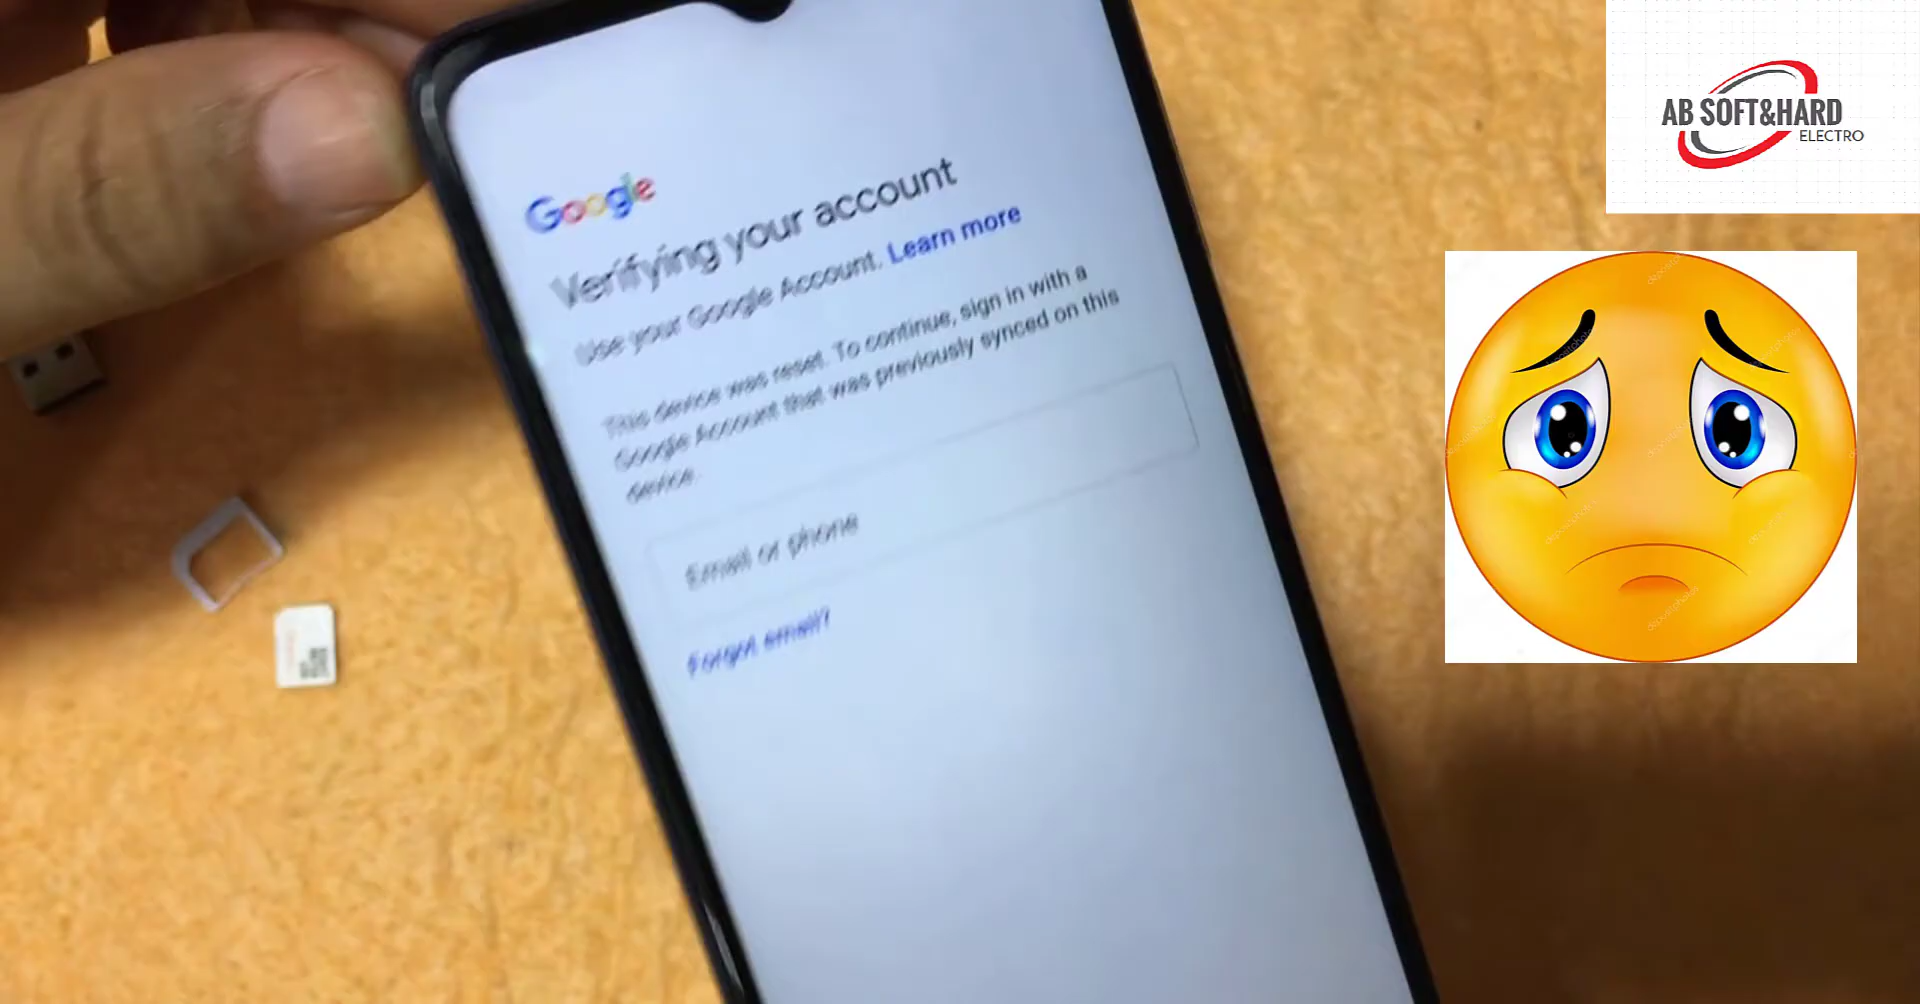 AB SOFT&HARD
ELECTRO
Google
Verifying your account
Use your Google Account. Learn more
This device was reset. To continue, sign in with a
Google Account that was previously synced on this
device.
Email or phone
Forgot email?